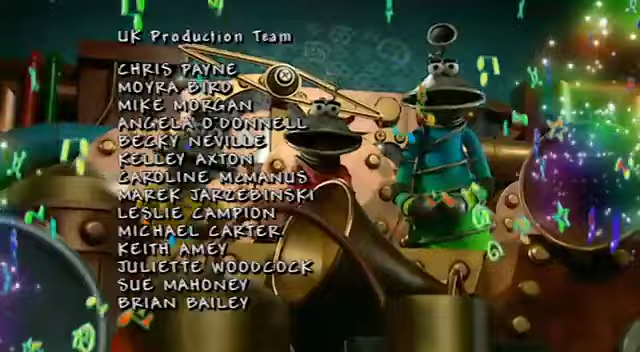 UK Production Team
CHRIS PAYNE
MOYRA BIRD
MIKE MORGAN
ANGELA O'DONNELL
BECKY NEVILLE
KELLEY AXTON
CAROLINE MCMANUS
MAREK JARZEBINSKI
LESLIE CAMPION
MICHAEL CARTER
KEITH AMEY
JULIETTE WOODCOCK
SUE MAHONEY
BRIAN BAILEY